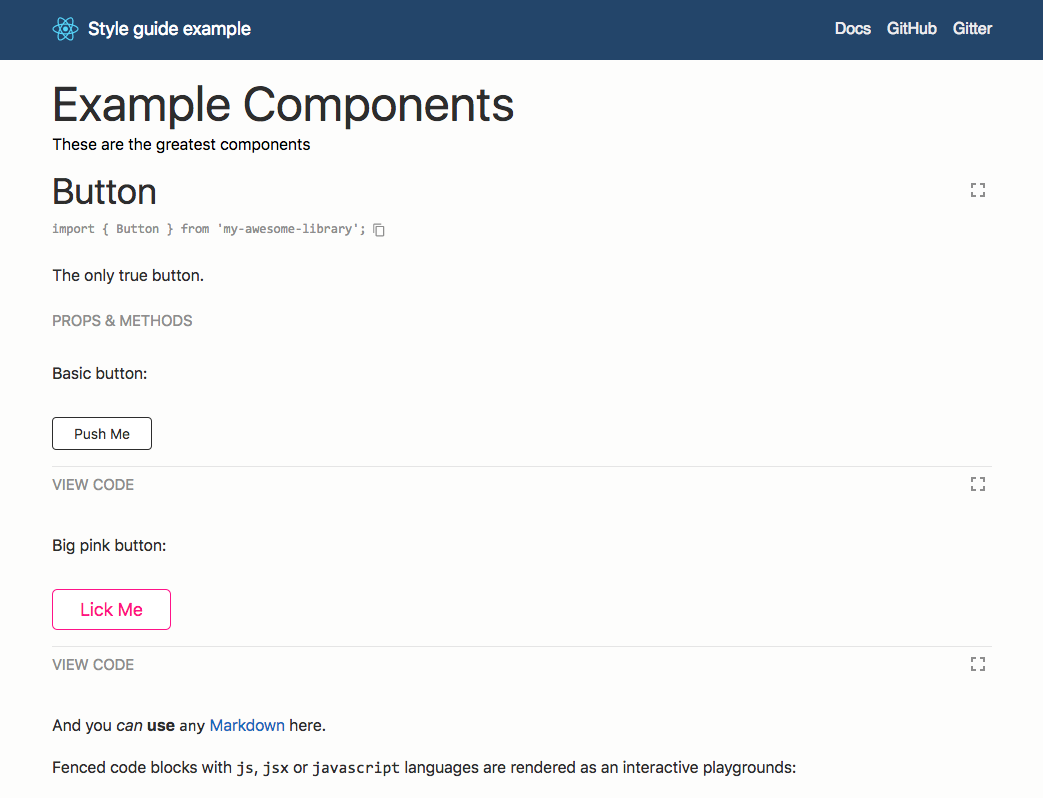 Style guide example
Docs GitHub Gitter
Example Components
These are the greatest components
Button
import { Button } from 'my-awesome-library';
The only true button.
PROPS & METHODS
Basic button:
Push Me
VIEW CODE
Big pink button:
Lick Me
VIEW CODE
And you can use any Markdown here.
Fenced code blocks with js, jsx or javascript languages are rendered as an interactive playgrounds: